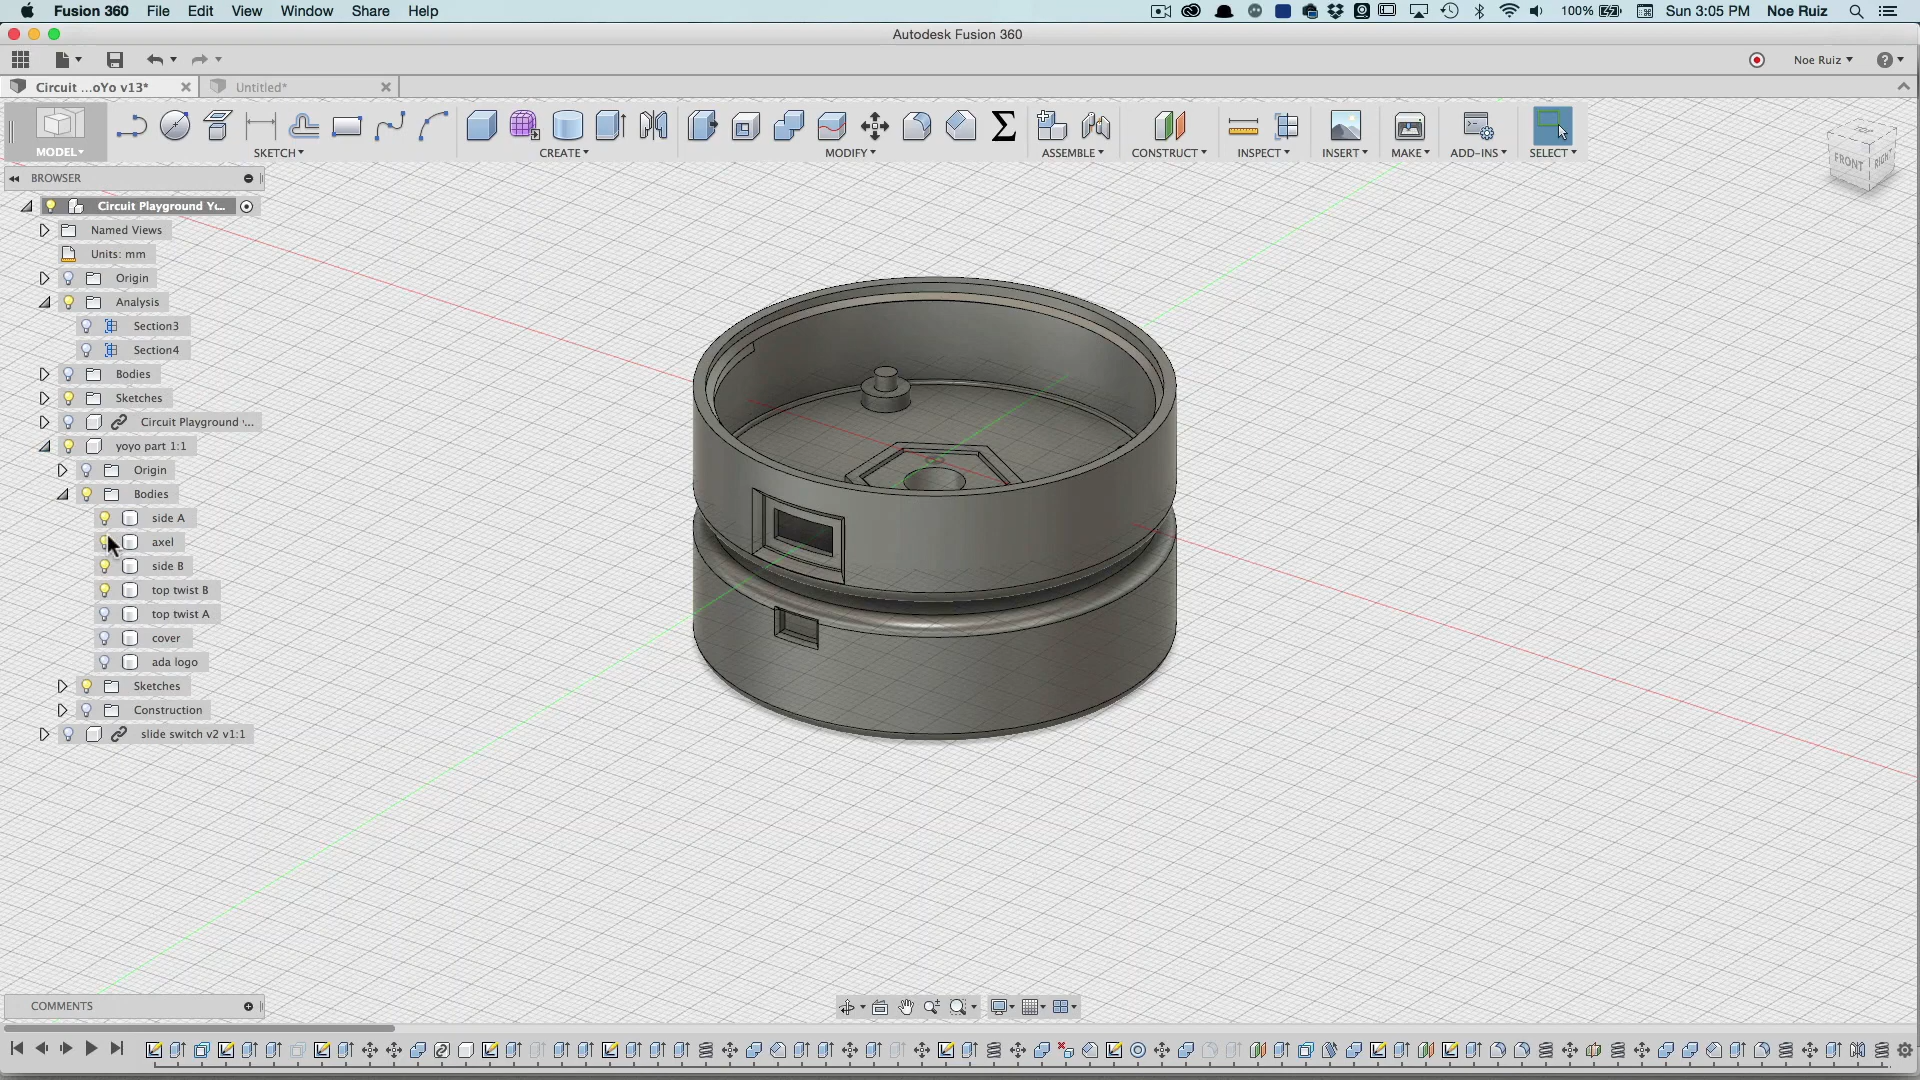 Fusion 360 File Edit View Window Share Help 100% Sun 3:05 PM Noe Ruiz
Autodesk Fusion 360
Noe Ruiz
Circuit ...oYo v13* Untitled*
MODEL SKETCH CREATE MODIFY ASSEMBLE CONSTRUCT INSPECT INSERT MAKE ADD-INS SELECT
BROWSER
Circuit Playground Yo...
Named Views
Units: mm
Origin
Analysis
Section3
Section4
Bodies
Sketches
Circuit Playground ...
yoyo part 1:1
Origin
Bodies
side A
axel
side B
top twist B
top twist A
cover
ada logo
Sketches
Construction
slide switch v2 v1:1
TOP
FRONT RIGHT
COMMENTS